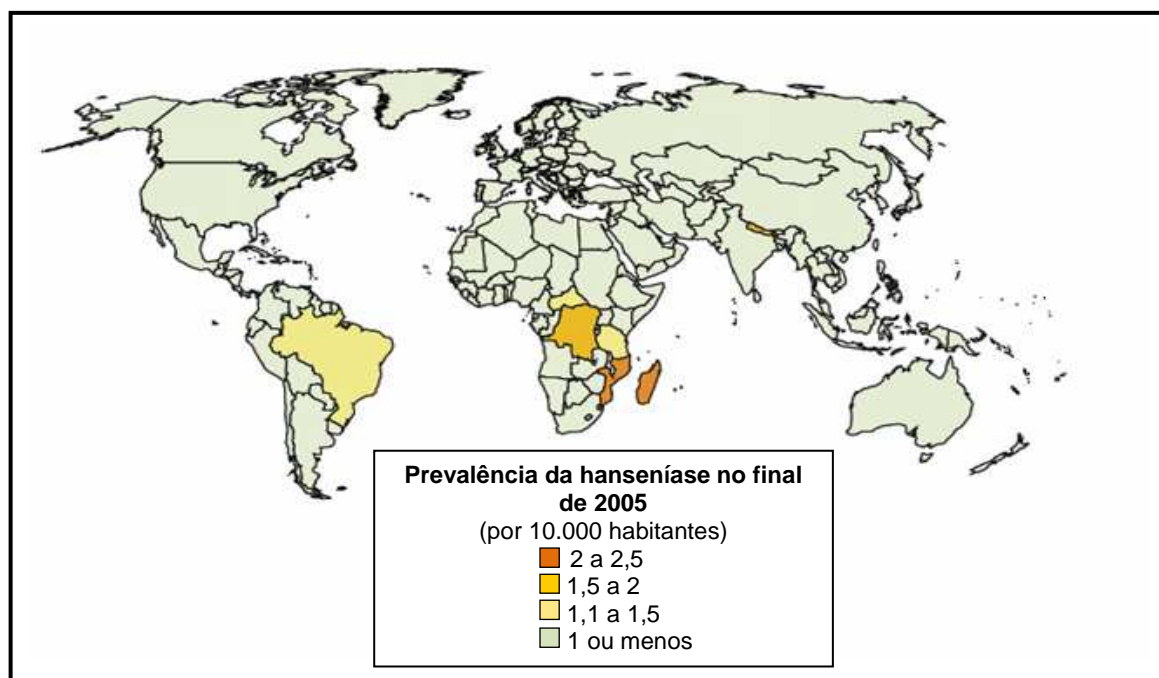 Prevalência da hanseníase no final
de 2005
(por 10.000 habitantes)
2 a 2,5
1,5 a 2
1,1 a 1,5
1 ou menos